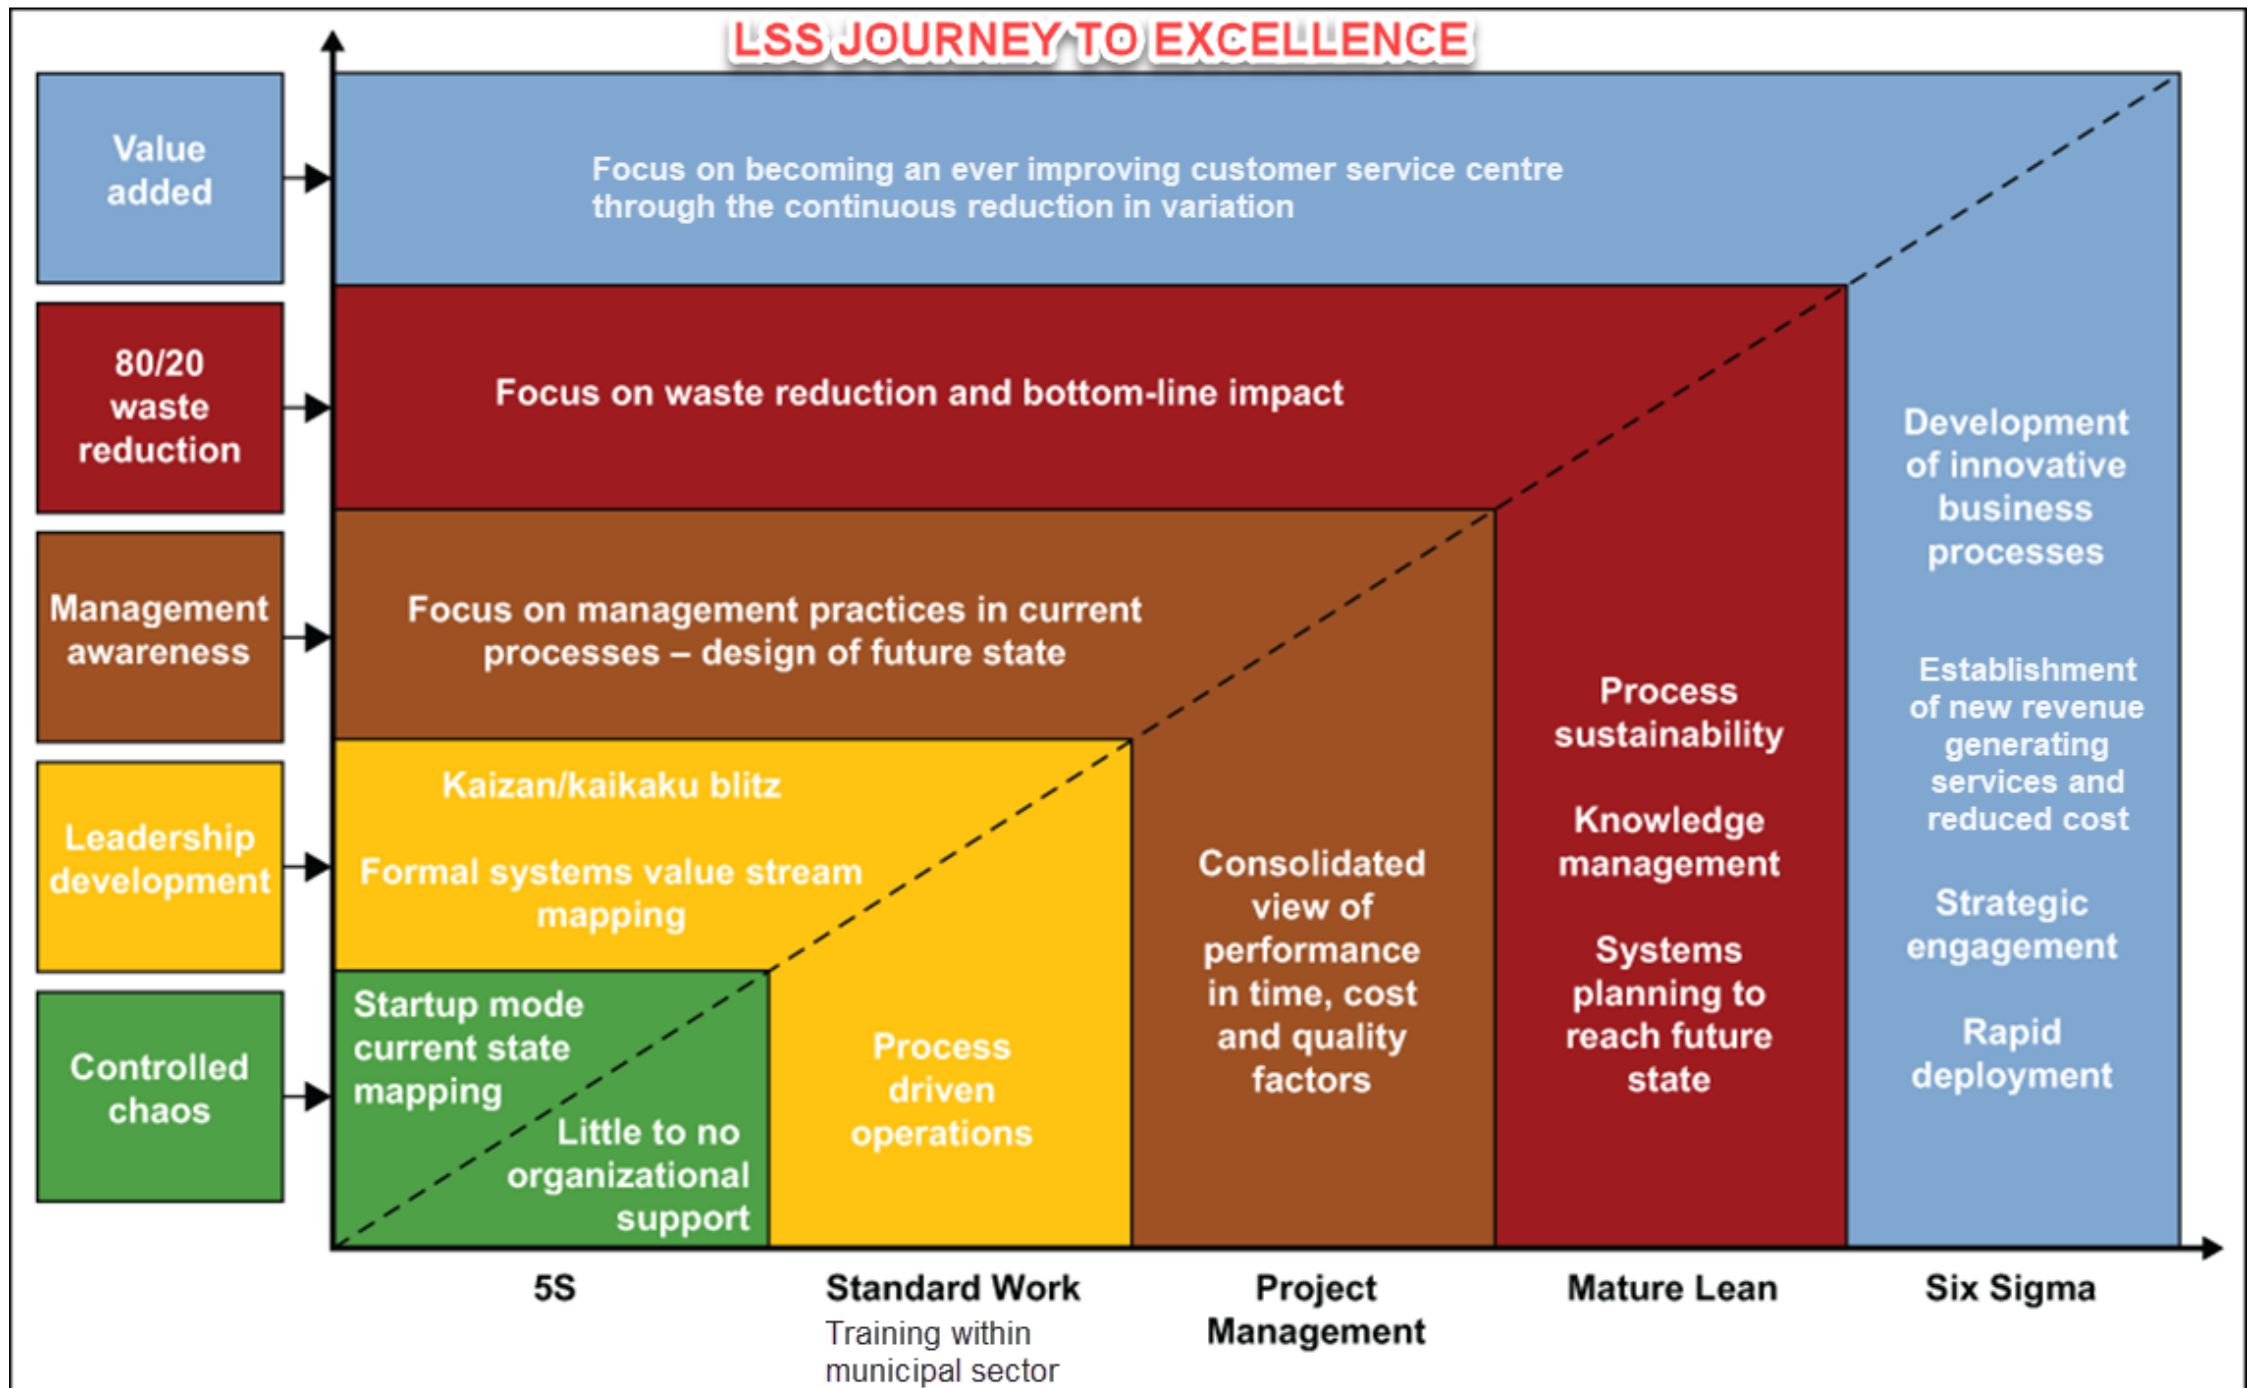 LSS JOURNEY TO EXCELLENCE
Value
added
Focus on becoming an ever improving customer service centre
through the continuous reduction in variation
80/20
waste
reduction
Focus on waste reduction and bottom-line impact
Management
awareness
Focus on management practices in current
processes – design of future state
Leadership
development
Kaizan/kaikaku blitz
Formal systems value stream
mapping
Controlled
chaos
Startup mode
current state
mapping
Little to no
organizational
support
Process
driven
operations
Consolidated
view of
performance
in time, cost
and quality
factors
Process
sustainability
Knowledge
management
Systems
planning to
reach future
state
Development
of innovative
business
processes
Establishment
of new revenue
generating
services and
reduced cost
Strategic
engagement
Rapid
deployment
5S
Standard Work
Training within
municipal sector
Project
Management
Mature Lean
Six Sigma